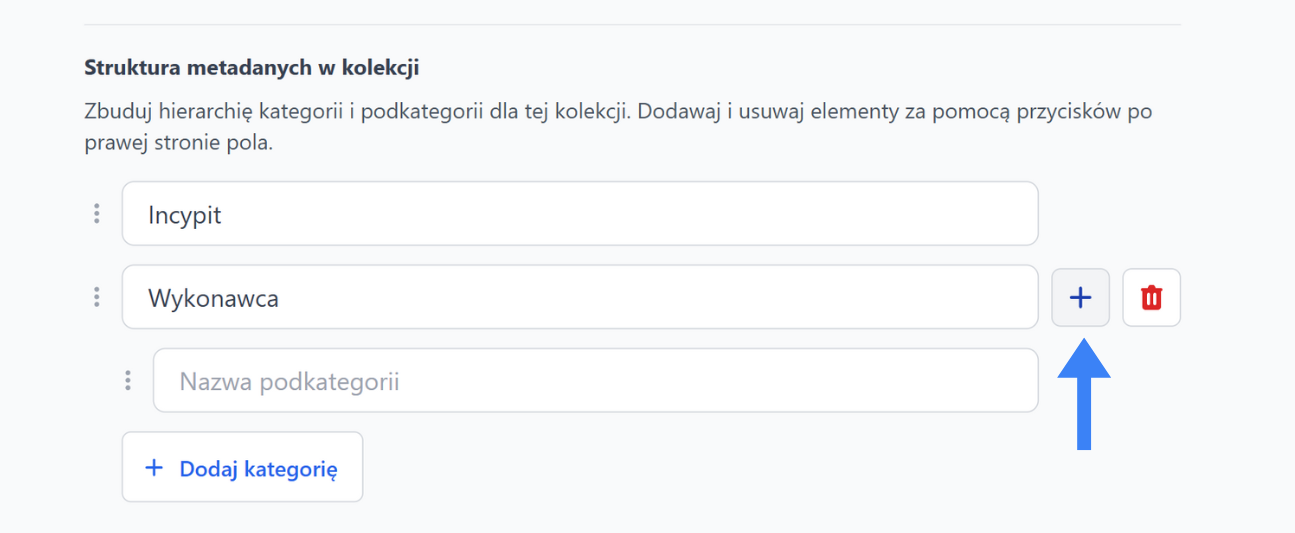 Struktura metadanych w kolekcji
Zbuduj hierarchię kategorii i podkategorii dla tej kolekcji. Dodawaj i usuwaj elementy za pomocą przycisków po
prawej stronie pola.
Incypit
Wykonawca
Nazwa podkategorii
+ Dodaj kategorię